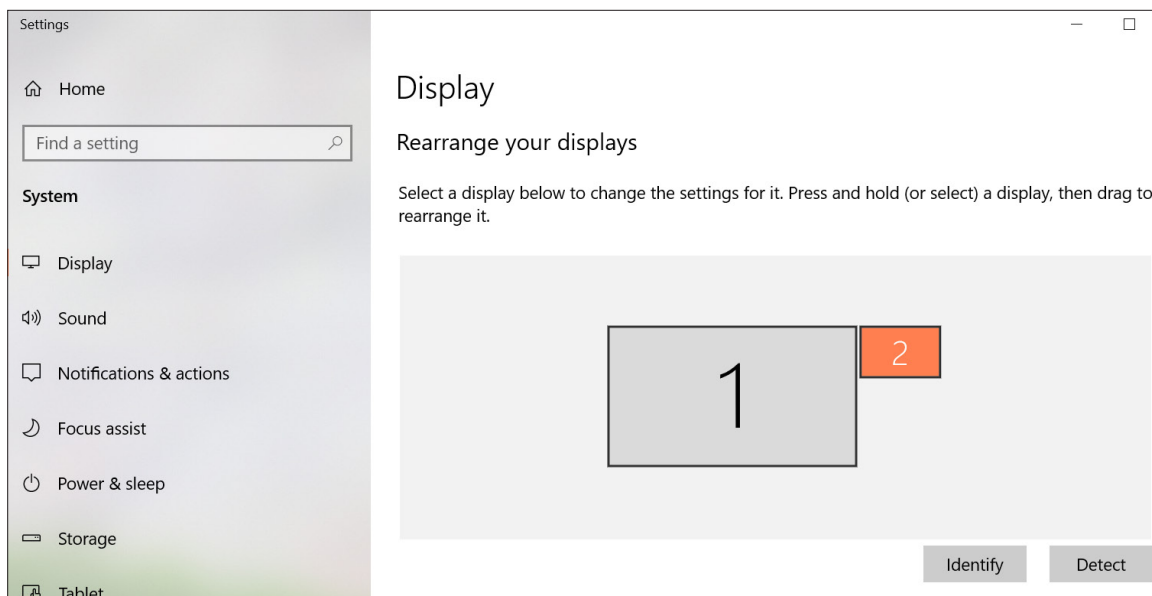 Settings
Home
Find a setting
System
Display
Sound
Notifications & actions
Focus assist
Power & sleep
Storage
Tablet
Display
Rearrange your displays
Select a display below to change the settings for it. Press and hold (or select) a display, then drag to
rearrange it.
1
2
Identify
Detect